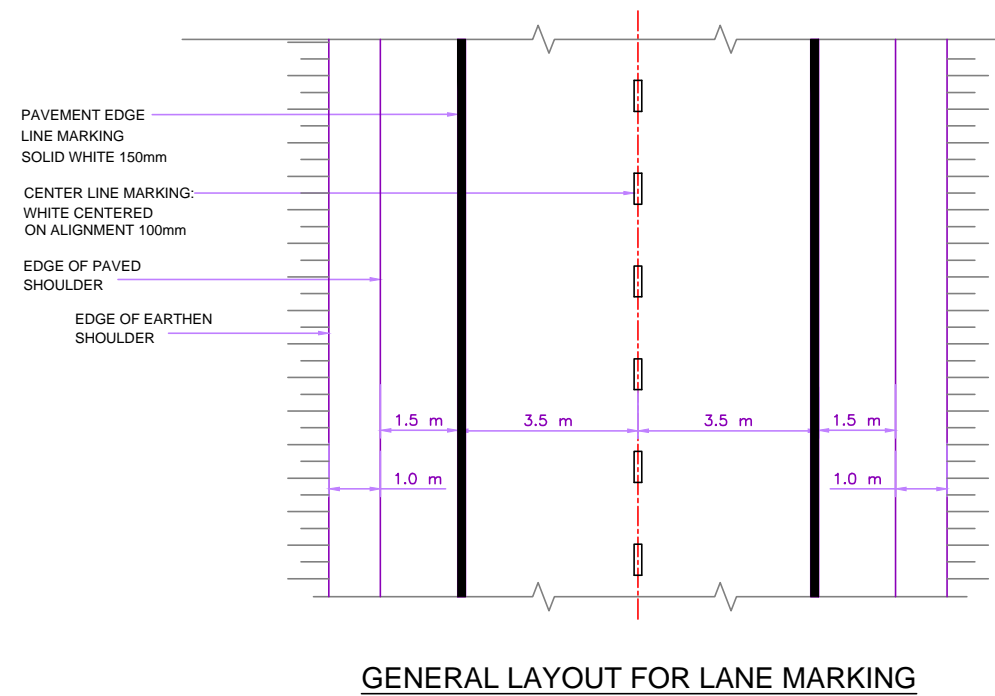 PAVEMENT EDGE
LINE MARKING
SOLID WHITE 150mm
CENTER LINE MARKING:
WHITE CENTERED
ON ALIGNMENT 100mm
EDGE OF PAVED
SHOULDER
EDGE OF EARTHEN
SHOULDER
1.5 m
3.5 m
3.5 m
1.5 m
1.0 m
1.0 m
GENERAL LAYOUT FOR LANE MARKING